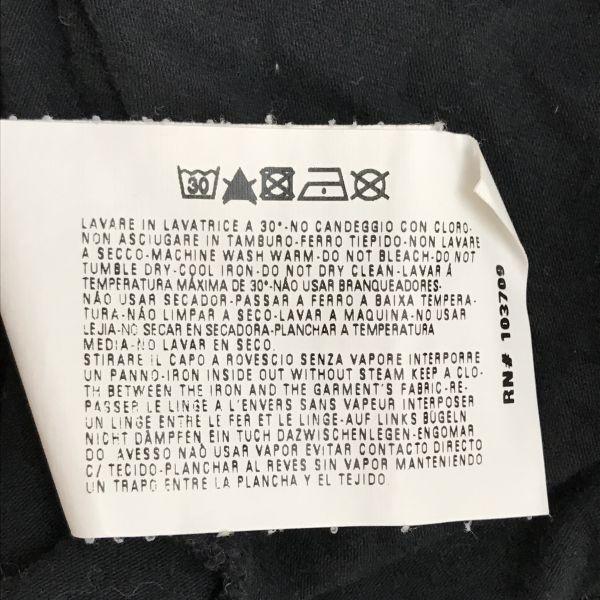 30
LAVARE IN LAVATRICE A 30°-NO CANDEGGIO CON CLORO-
NON ASCIUGARE IN TAMBURO-FERRO TIEPIDO-NON LAVARE
A SECCO-MACHINE WASH WARM-DO NOT BLEACH-DO NOT
TUMBLE DRY-COOL IRON-DO NOT DRY CLEAN-LAVAR Á
TEMPERATURA MÁXIMA DE 30°-NÃO USAR BRANQUEADORES-
NÃO USAR SECADOR-PASSAR A FERRO A BAIXA TEMPERA-
TURA-NÃO LIMPAR A SECO-LAVAR A MAQUINA-NO USAR
LEJIA-NO SECAR EN SECADORA-PLANCHAR A TEMPERATURA
MEDIA-NO LAVAR EN SECO.
STIRARE IL CAPO A ROVESCIO SENZA VAPORE INTERPORRE
UN PANNO-IRON INSIDE OUT WITHOUT STEAM KEEP A CLO-
TH BETWEEN THE IRON AND THE GARMENT'S FABRIC-RE-
PASSER LE LINGE A L'ENVERS SANS VAPEUR INTERPOSER
UN LINGE ENTRE LE FER ET LE LINGE-AUF LINKS BÜGELN
NICHT DÄMPFEN EIN TUCH DAZWISCHENLEGEN-ENGOMAR
DO AVESSO NÃO USAR VAPOR EVITAR CONTACTO DIRECTO
C/ TECIDO-PLANCHAR AL REVES SIN VAPOR MANTENIENDO
UN TRAPO ENTRE LA PLANCHA Y EL TEJIDO.
RN# 103709